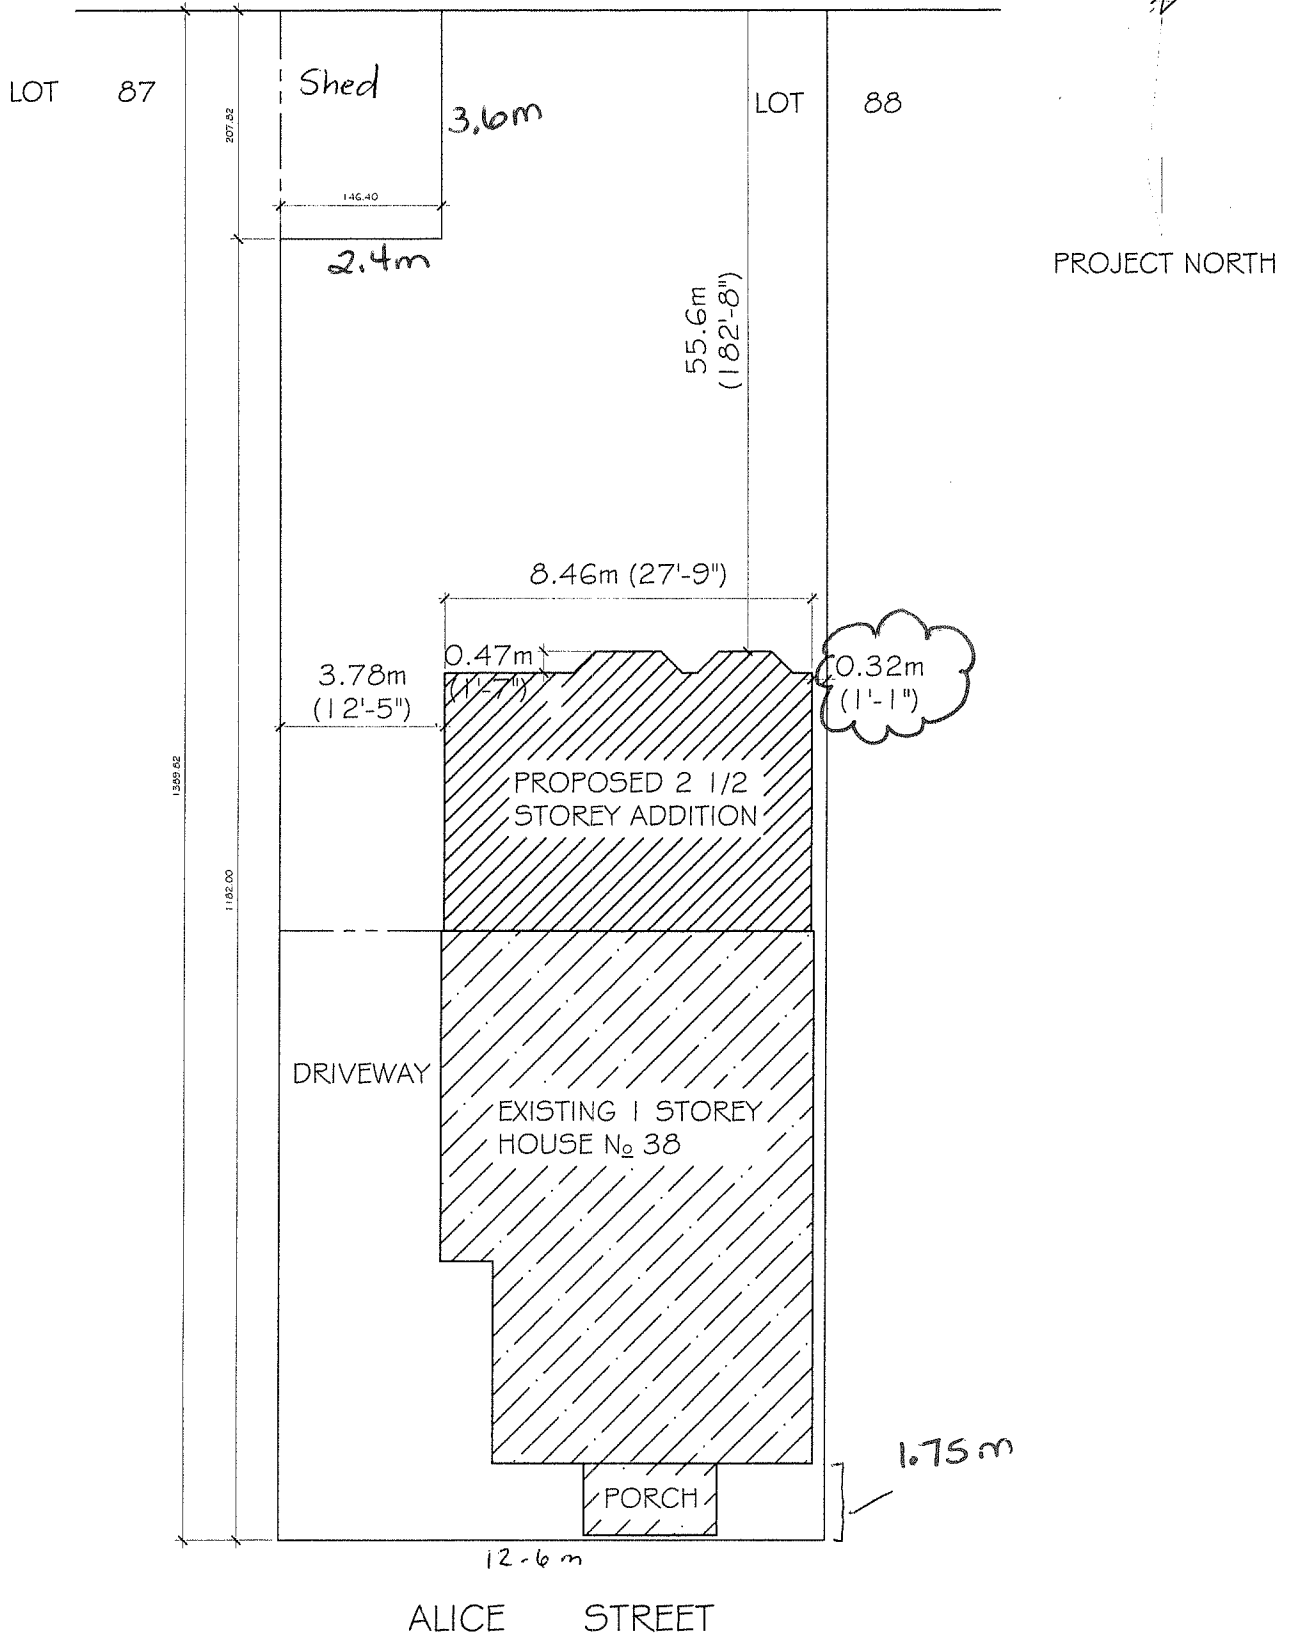 LOT 87
Shed
3.6m
LOT 88
207.82
146.40
2.4m
PROJECT NORTH
55.6m
(182'-8")
8.46m (27'-9")
0.47m
(1'-7")
3.78m
(12'-5")
0.32m
(1'-1")
1389.82
PROPOSED 2 1/2
STOREY ADDITION
1182.00
DRIVEWAY
EXISTING 1 STOREY
HOUSE No 38
1.75m
PORCH
12.6m
ALICE STREET